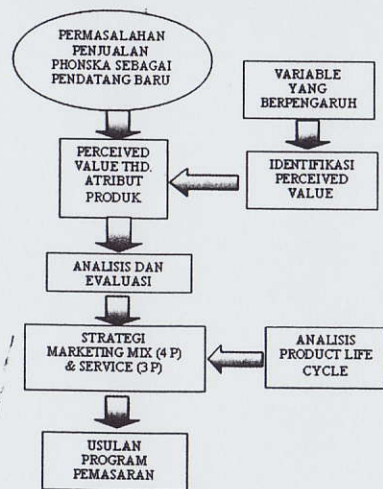 PERMASALAHAN
PENJUALAN
PHONSKA SEBAGAI
PENDATANG BARU
VARIABLE
YANG
BERPENGARUH
PERCEIVED
VALUE THD.
ATRIBUT
PRODUK
IDENTIFIKASI
PERCEIVED
VALUE
ANALISIS DAN
EVALUASI
STRATEGI
MARKETING MIX (4 P)
& SERVICE (3 P)
ANALISIS
PRODUCT LIFE
CYCLE
USULAN
PROGRAM
PEMASARAN